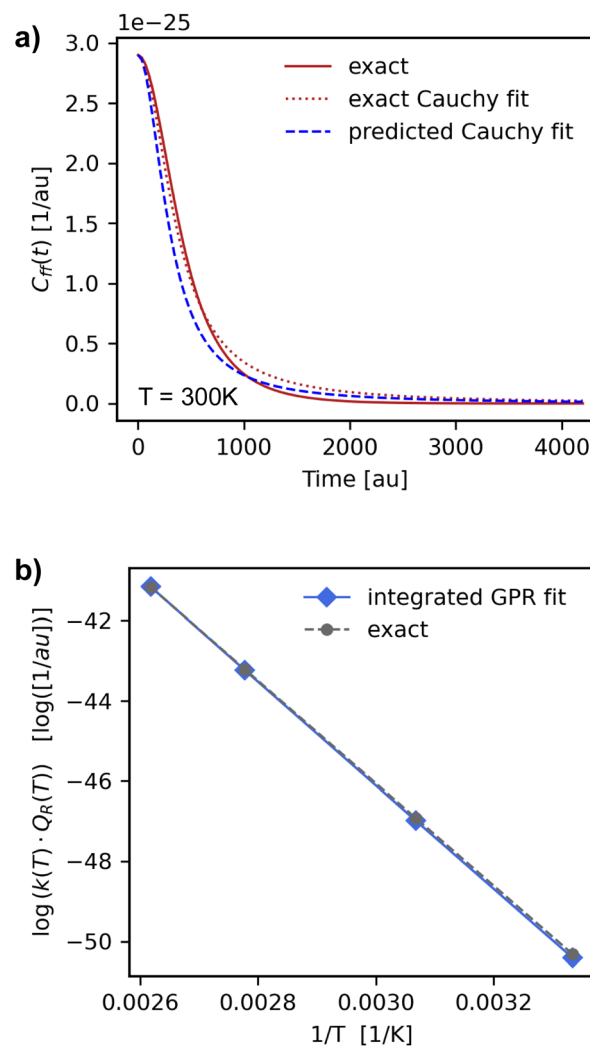 a)
1e−25
3.0
2.5
2.0
1.5
1.0
0.5
0.0
C_ff(t) [1/au]
exact
exact Cauchy fit
predicted Cauchy fit
T = 300K
0 1000 2000 3000 4000
Time [au]
b)
−42
−44
−46
−48
−50
log (k(T) · Q_R(T)) [log([1/au])]
integrated GPR fit
exact
0.0026 0.0028 0.0030 0.0032
1/T [1/K]